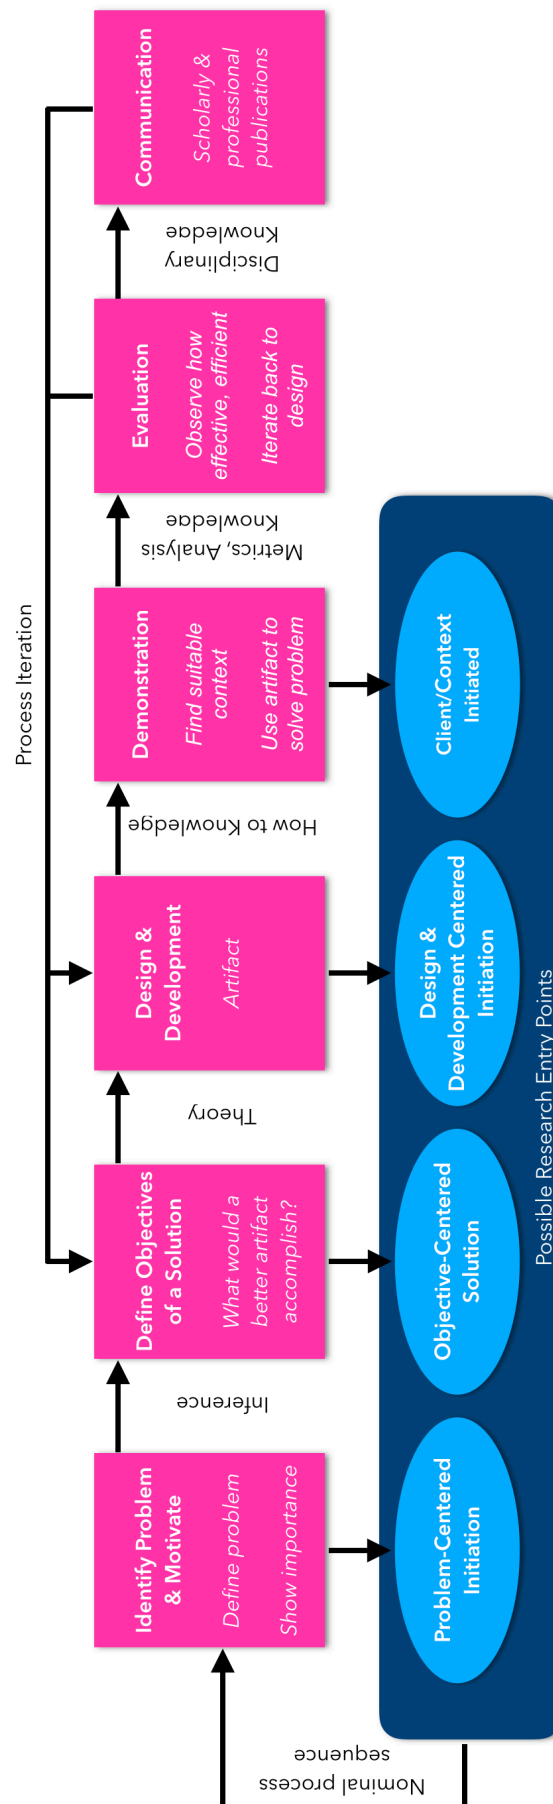 Process Iteration
Nominal process
sequence
Identify Problem
& Motivate
Define problem
Show importance
Inference
Define Objectives
of a Solution
What would a
better artifact
accomplish?
Theory
Design &
Development
Artifact
How to Knowledge
Demonstration
Find suitable
context
Use artifact to
solve problem
Metrics, Analysis
Knowledge
Evaluation
Observe how
effective, efficient
Iterate back to
design
Disciplinary
Knowledge
Communication
Scholarly &
professional
publications
Problem-Centered
Initiation
Objective-Centered
Solution
Design &
Development Centered
Initiation
Client/Context
Initiated
Possible Research Entry Points